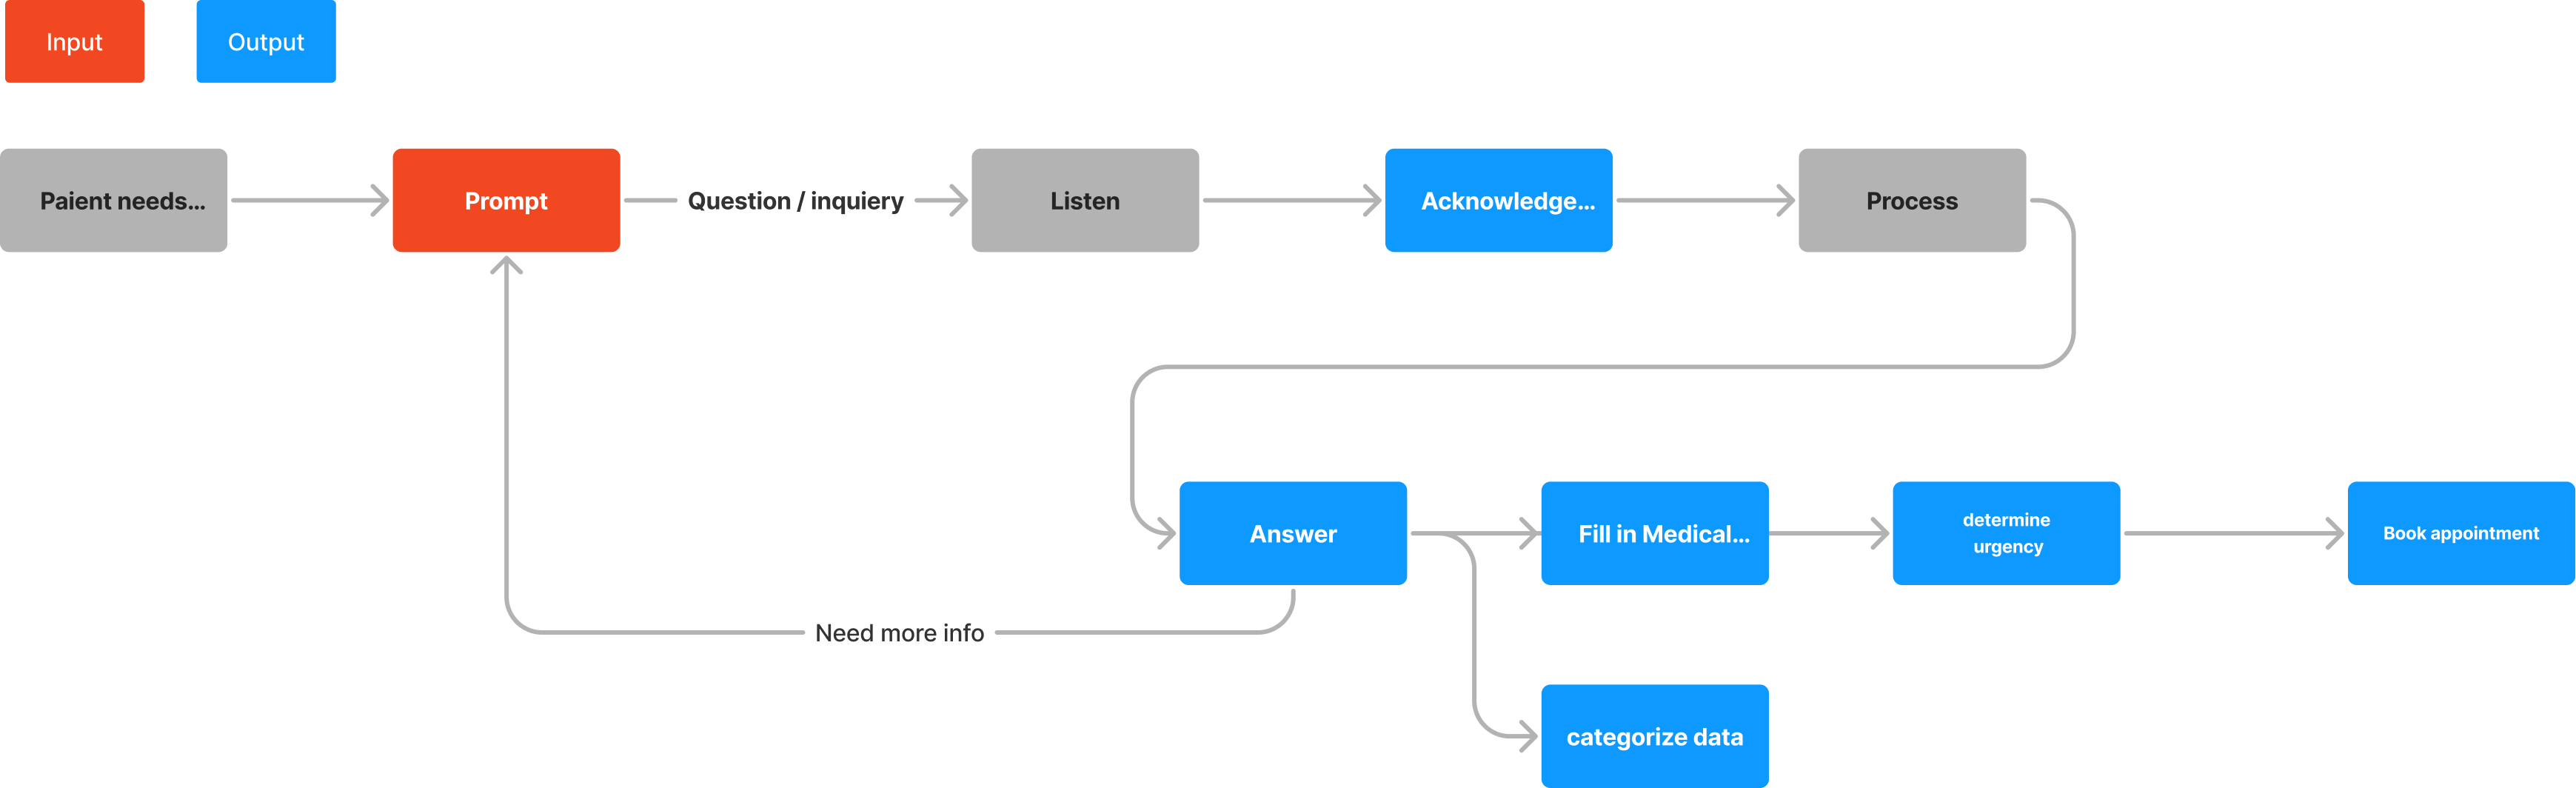 Input
Output
Paient needs...
Prompt
Question / inquiery
Listen
Acknowledge...
Process
Answer
Fill in Medical...
determine
urgency
Book appointment
Need more info
categorize data